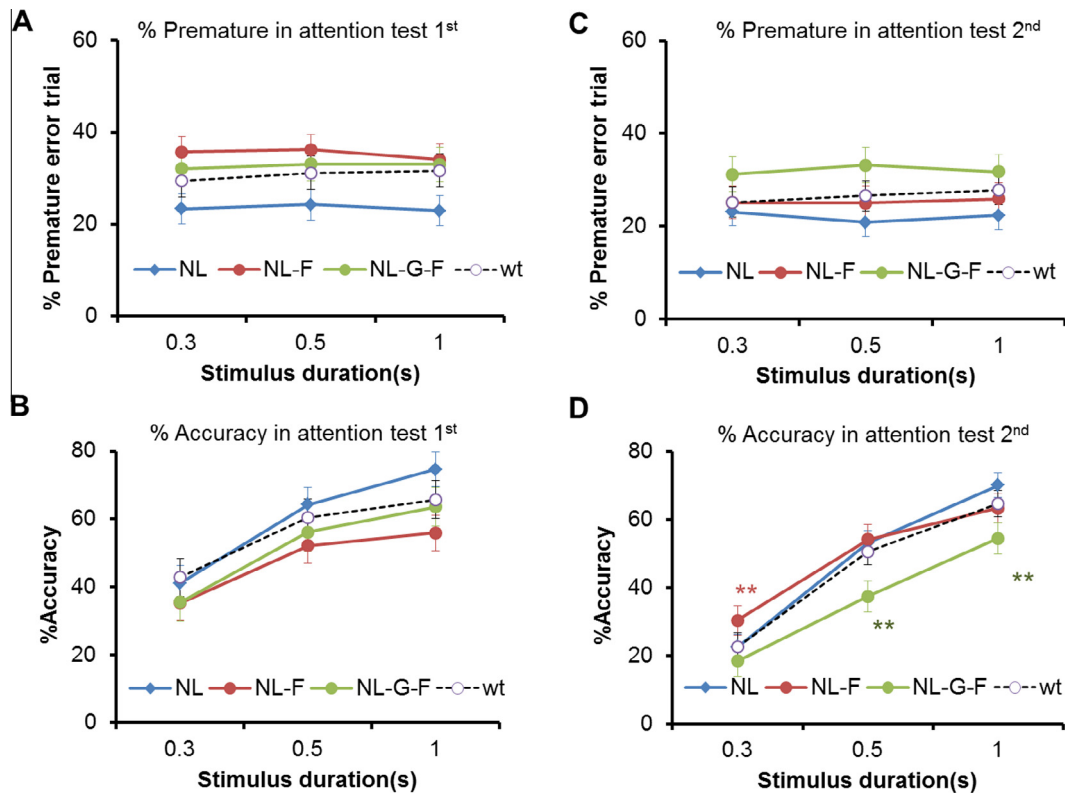 A
% Premature in attention test 1st
% Premature error trial
60
40
20
0
NL NL-F NL-G-F wt
0.3 0.5 1
Stimulus duration(s)
B
% Accuracy in attention test 1st
%Accuracy
80
60
40
20
0
NL NL-F NL-G-F wt
0.3 0.5 1
Stimulus duration(s)
C
% Premature in attention test 2nd
% Premature error trial
60
40
20
0
NL NL-F NL-G-F wt
0.3 0.5 1
Stimulus duration(s)
D
% Accuracy in attention test 2nd
%Accuracy
80
60
40
20
0
**
**
**
NL NL-F NL-G-F wt
0.3 0.5 1
Stimulus duration(s)